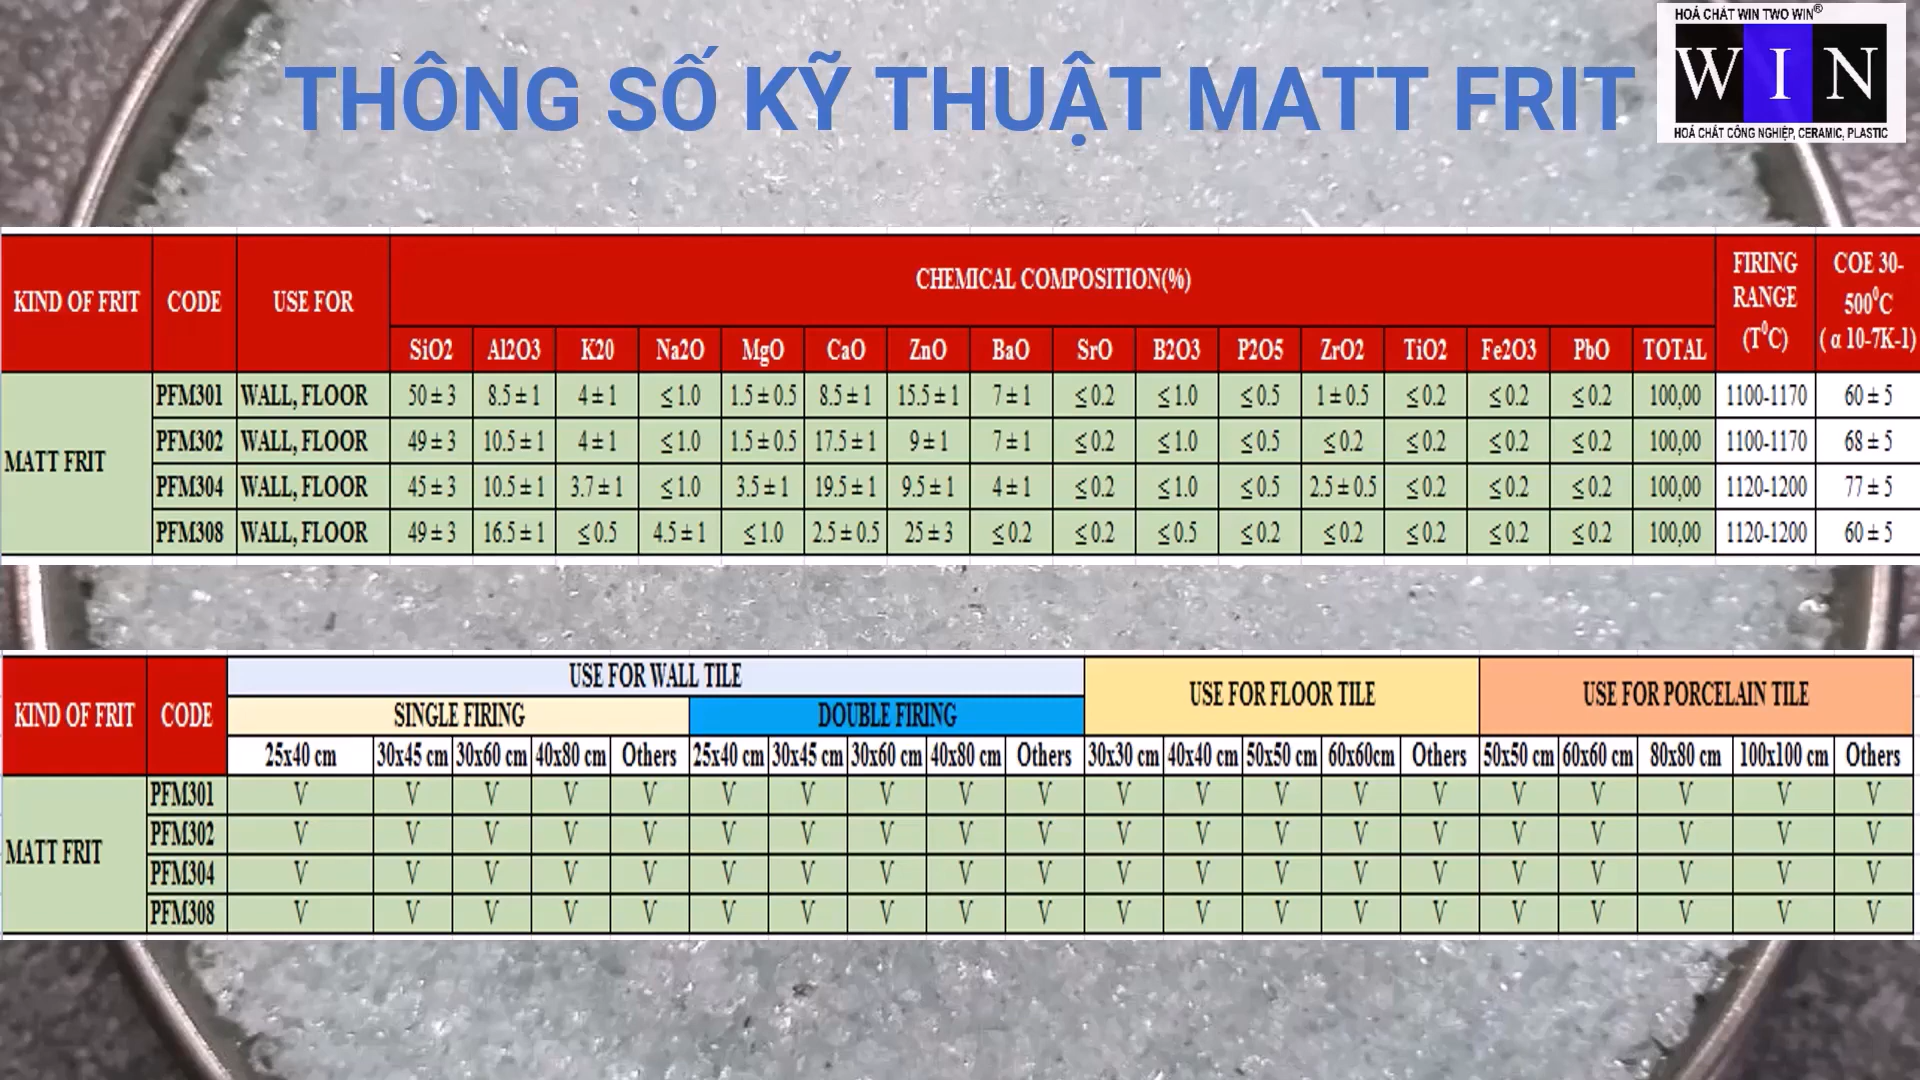 HOÁ CHẤT WIN TWO WIN®
WIN
HOÁ CHẤT CÔNG NGHIỆP, CERAMIC, PLASTIC
THÔNG SỐ KỸ THUẬT MATT FRIT
KIND OF FRIT CODE USE FOR CHEMICAL COMPOSITION(%) FIRING RANGE (T⁰C) COE 30-500⁰C ( α 10-7K-1)
SiO2 Al2O3 K20 Na2O MgO CaO ZnO BaO SrO B2O3 P2O5 ZrO2 TiO2 Fe2O3 PbO TOTAL
MATT FRIT
PFM301 WALL, FLOOR 50 ± 3 8.5 ± 1 4 ± 1 ≤ 1.0 1.5 ± 0.5 8.5 ± 1 15.5 ± 1 7 ± 1 ≤ 0.2 ≤ 1.0 ≤ 0.5 1 ± 0.5 ≤ 0.2 ≤ 0.2 ≤ 0.2 100,00 1100-1170 60 ± 5
PFM302 WALL, FLOOR 49 ± 3 10.5 ± 1 4 ± 1 ≤ 1.0 1.5 ± 0.5 17.5 ± 1 9 ± 1 7 ± 1 ≤ 0.2 ≤ 1.0 ≤ 0.5 ≤ 0.2 ≤ 0.2 ≤ 0.2 ≤ 0.2 100,00 1100-1170 68 ± 5
PFM304 WALL, FLOOR 45 ± 3 10.5 ± 1 3.7 ± 1 ≤ 1.0 3.5 ± 1 19.5 ± 1 9.5 ± 1 4 ± 1 ≤ 0.2 ≤ 1.0 ≤ 0.5 2.5 ± 0.5 ≤ 0.2 ≤ 0.2 ≤ 0.2 100,00 1120-1200 77 ± 5
PFM308 WALL, FLOOR 49 ± 3 16.5 ± 1 ≤ 0.5 4.5 ± 1 ≤ 1.0 2.5 ± 0.5 25 ± 3 ≤ 0.2 ≤ 0.2 ≤ 0.5 ≤ 0.2 ≤ 0.2 ≤ 0.2 ≤ 0.2 ≤ 0.2 100,00 1120-1200 60 ± 5
KIND OF FRIT CODE USE FOR WALL TILE USE FOR FLOOR TILE USE FOR PORCELAIN TILE
SINGLE FIRING DOUBLE FIRING
25x40 cm 30x45 cm 30x60 cm 40x80 cm Others 25x40 cm 30x45 cm 30x60 cm 40x80 cm Others 30x30 cm 40x40 cm 50x50 cm 60x60cm Others 50x50 cm 60x60 cm 80x80 cm 100x100 cm Others
MATT FRIT
PFM301 V V V V V V V V V V V V V V V V V V V V
PFM302 V V V V V V V V V V V V V V V V V V V V
PFM304 V V V V V V V V V V V V V V V V V V V V
PFM308 V V V V V V V V V V V V V V V V V V V V